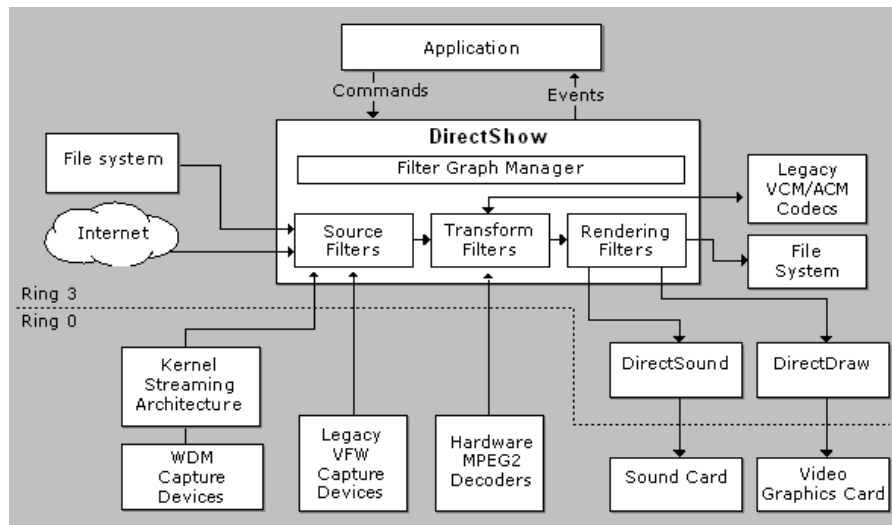 Application
Commands
Events
DirectShow
Filter Graph Manager
File system
Internet
Source
Filters
Transform
Filters
Rendering
Filters
Legacy
VCM/ACM
Codecs
File
System
Ring 3
Ring 0
Kernel
Streaming
Architecture
WDM
Capture
Devices
Legacy
VFW
Capture
Devices
Hardware
MPEG2
Decoders
DirectSound
DirectDraw
Sound Card
Video
Graphics Card